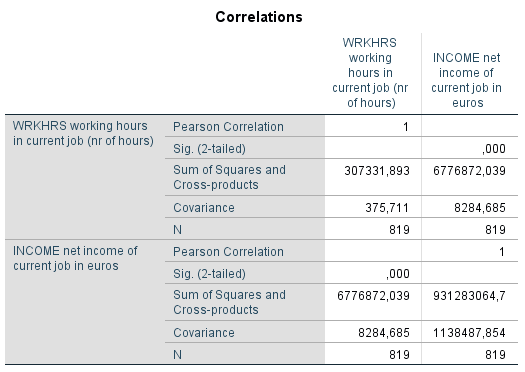 Correlations
WRKHRS working hours in current job (nr of hours)
INCOME net income of current job in euros
WRKHRS working hours in current job (nr of hours)
Pearson Correlation 1
Sig. (2-tailed) ,000
Sum of Squares and Cross-products 307331,893 6776872,039
Covariance 375,711 8284,685
N 819 819
INCOME net income of current job in euros
Pearson Correlation 1
Sig. (2-tailed) ,000
Sum of Squares and Cross-products 6776872,039 931283064,7
Covariance 8284,685 1138487,854
N 819 819